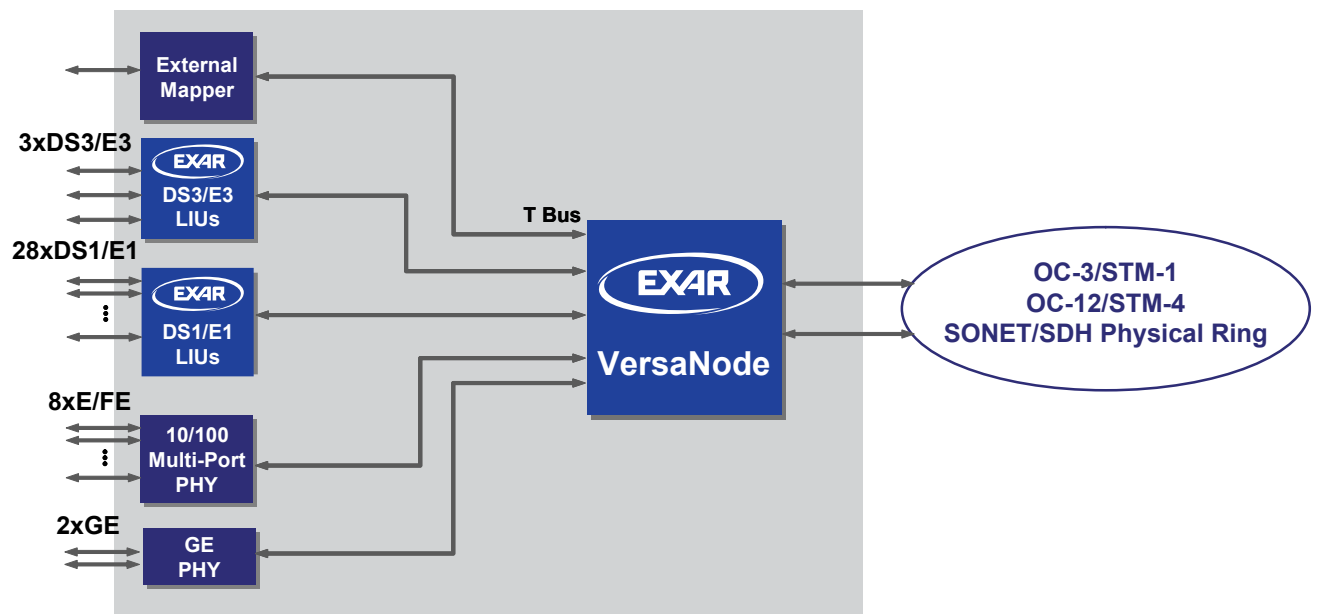 External
Mapper
3xDS3/E3
EXAR
DS3/E3
LIUs
28xDS1/E1
EXAR
DS1/E1
LIUs
8xE/FE
10/100
Multi-Port
PHY
2xGE
GE
PHY
T Bus
EXAR
VersaNode
OC-3/STM-1
OC-12/STM-4
SONET/SDH Physical Ring